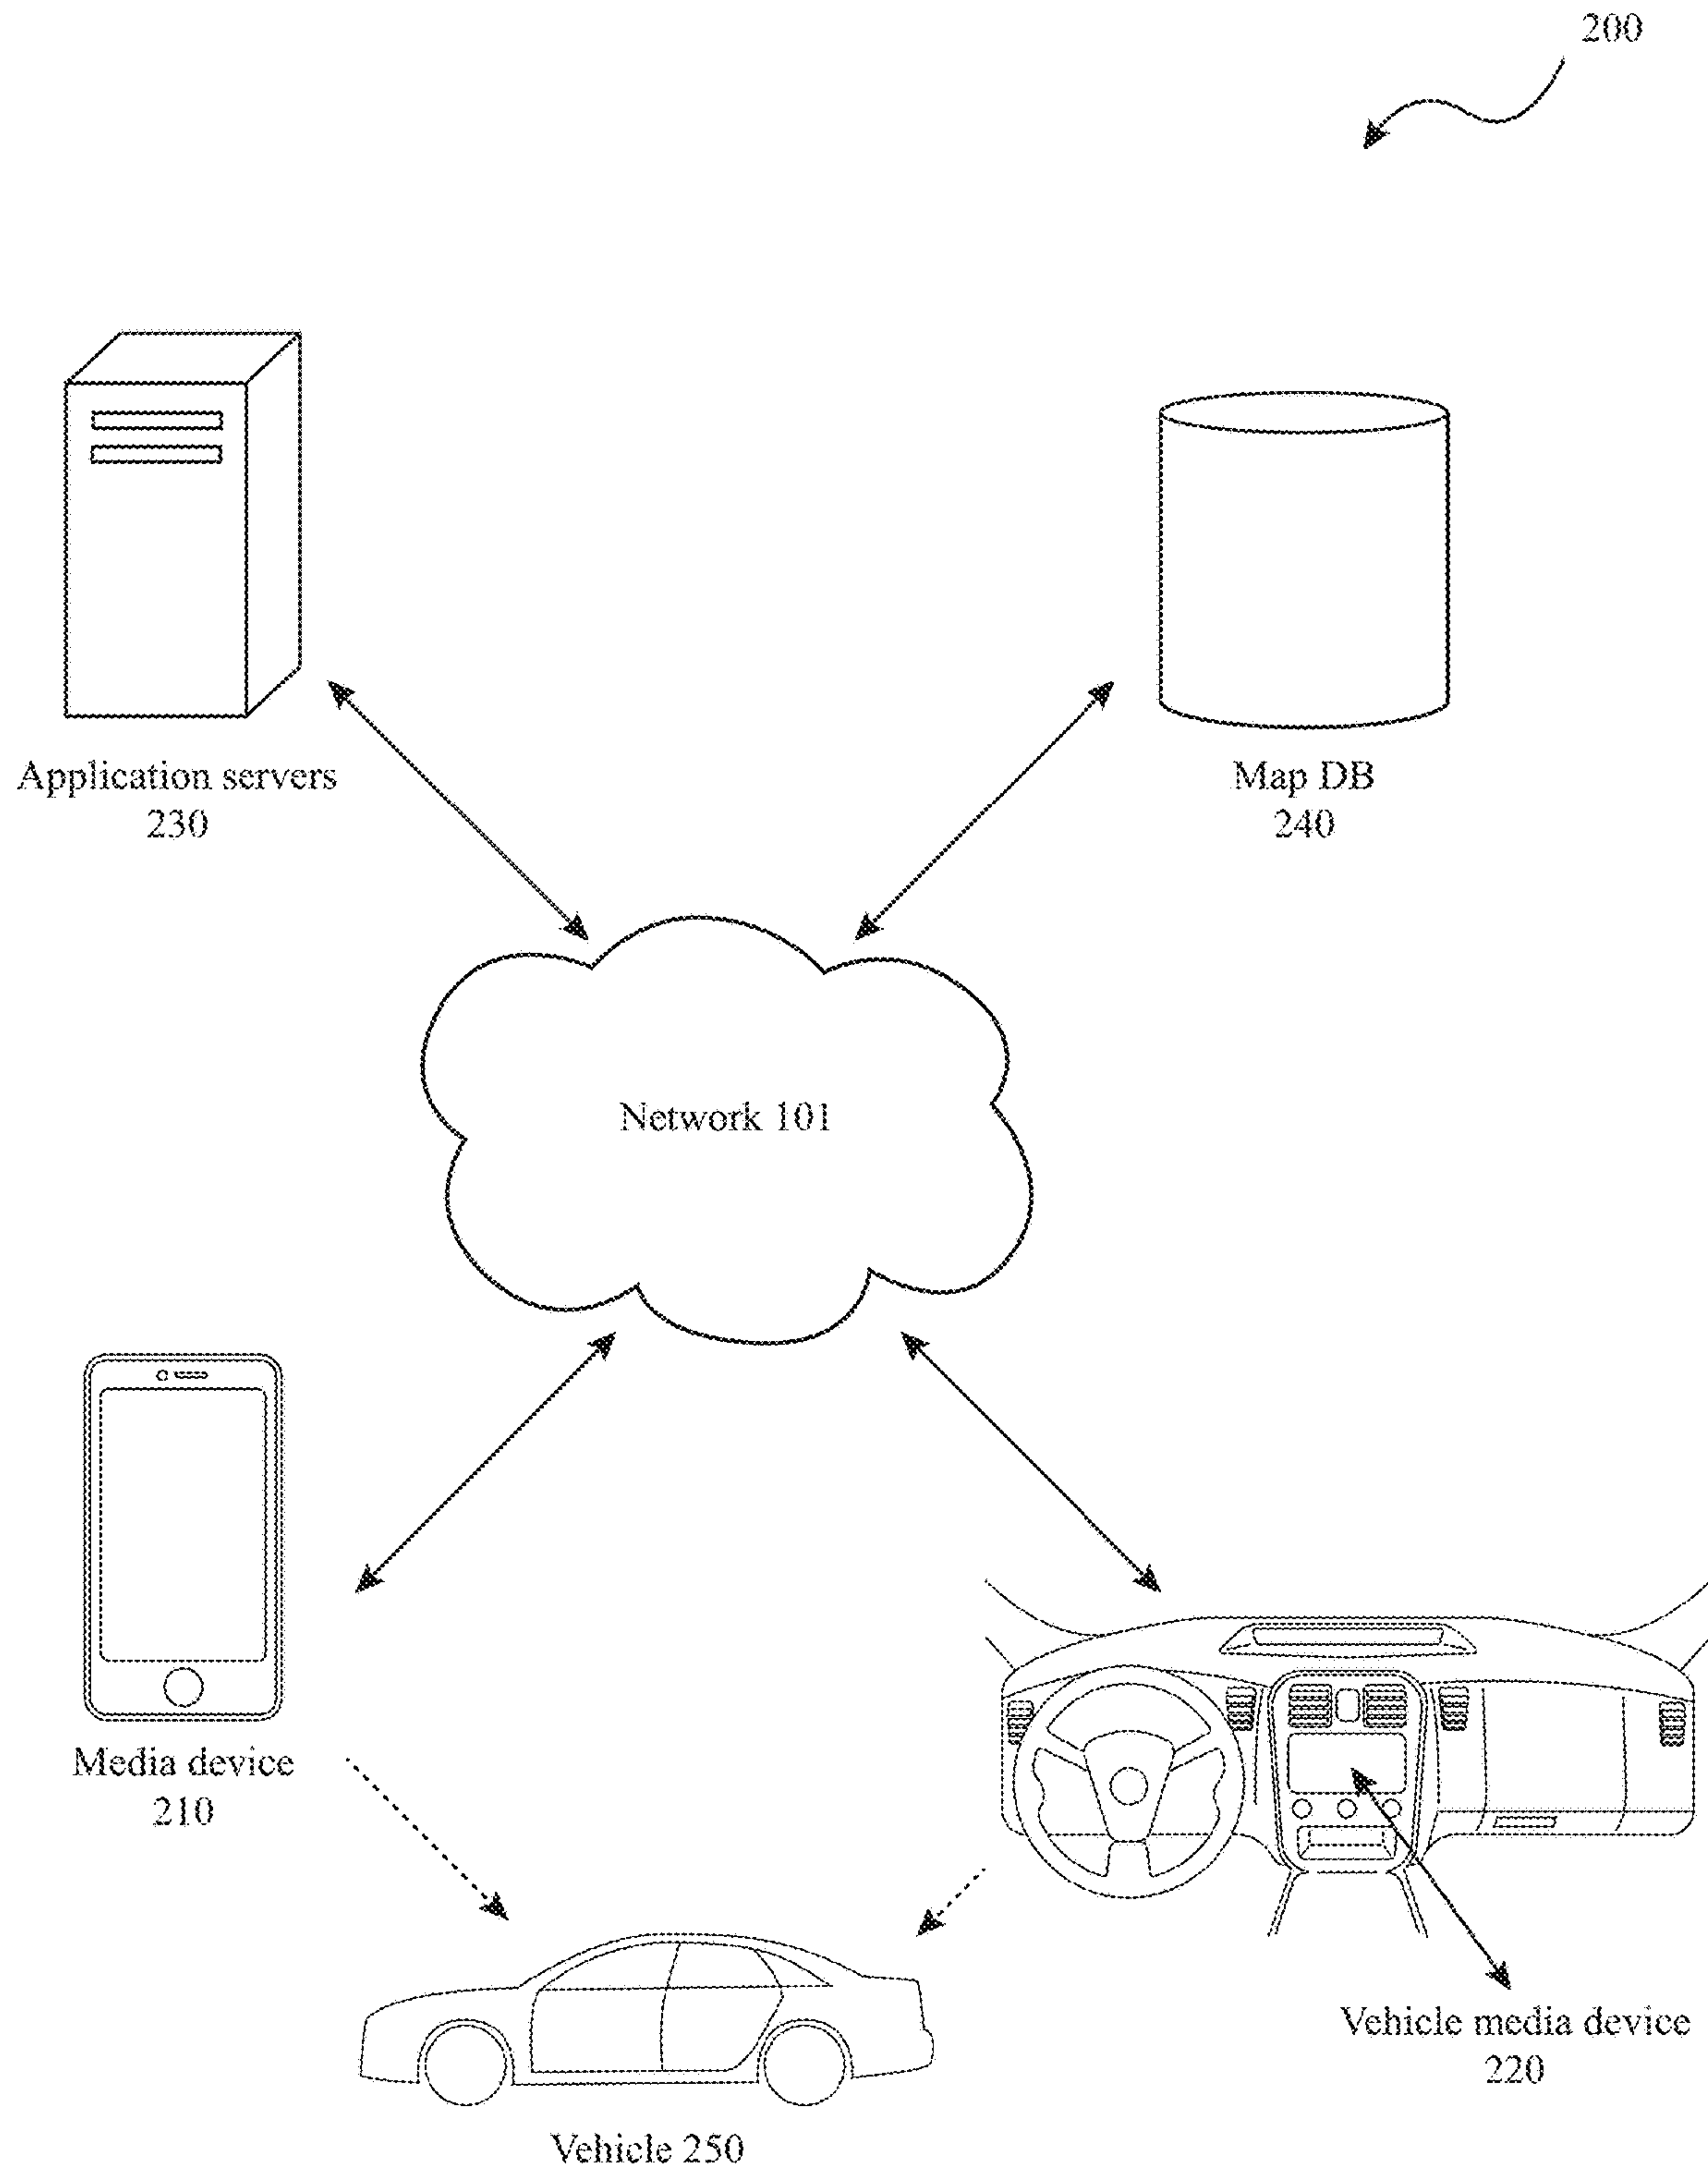 200
Application servers
230
Map DB
240
Network 101
Media device
210
Vehicle media device
220
Vehicle 250